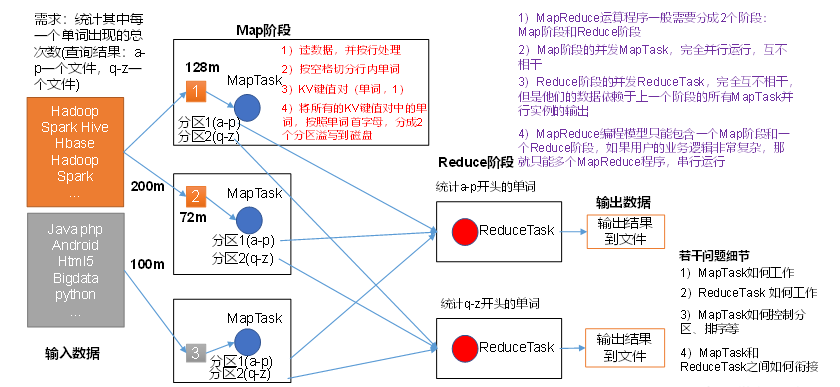 需求：统计其中每
一个单词出现的总
次数(查询结果：a-
p一个文件，q-z一
个文件)
Hadoop
Spark Hive
Hbase
Hadoop
Spark
...
Java php
Android
Html5
Bigdata
python
...
输入数据
200m
100m
Map阶段
128m
1
MapTask
分区1(a-p)
分区2(q-z)
1）读数据，并按行处理
2）按空格切分行内单词
3）KV键值对（单词，1）
4）将所有的KV键值对中的单
词，按照单词首字母，分成2
个分区溢写到磁盘
2
72m
MapTask
分区1(a-p)
分区2(q-z)
3
MapTask
分区1(a-p)
分区2(q-z)
1）MapReduce运算程序一般需要分成2个阶段：
Map阶段和Reduce阶段
2）Map阶段的并发MapTask，完全并行运行，互不
相干
3）Reduce阶段的并发ReduceTask，完全互不相干，
但是他们的数据依赖于上一个阶段的所有MapTask并
行实例的输出
4）MapReduce编程模型只能包含一个Map阶段和一
个Reduce阶段，如果用户的业务逻辑非常复杂，那
就只能多个MapReduce程序，串行运行
Reduce阶段
统计a-p开头的单词
ReduceTask
统计q-z开头的单词
ReduceTask
输出数据
输出结果
到文件
输出结果
到文件
若干问题细节
1）MapTask如何工作
2）ReduceTask 如何工作
3）MapTask如何控制分
区、排序等
4）MapTask和
ReduceTask之间如何衔接